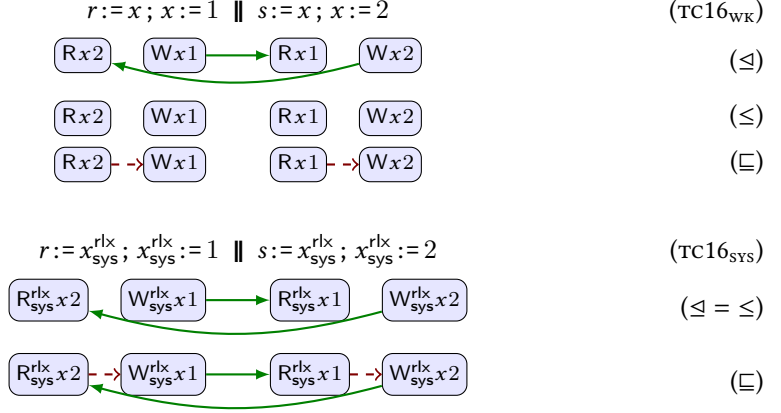 r := x ; x := 1 ⫴ s := x ; x := 2 (TC16WK)
Rx2 Wx1 Rx1 Wx2 (⊴)
Rx2 Wx1 Rx1 Wx2 (≤)
Rx2 Wx1 Rx1 Wx2 (⊑)
r := x^rlx_sys ; x^rlx_sys := 1 ⫴ s := x^rlx_sys ; x^rlx_sys := 2 (TC16SYS)
R^rlx_sys x2 W^rlx_sys x1 R^rlx_sys x1 W^rlx_sys x2 (⊴ = ≤)
R^rlx_sys x2 W^rlx_sys x1 R^rlx_sys x1 W^rlx_sys x2 (⊑)